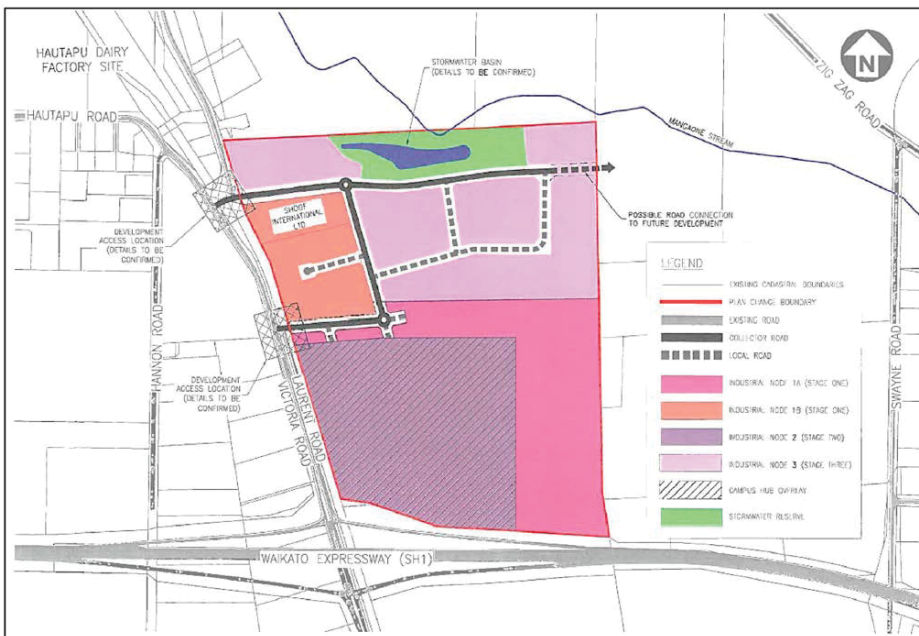 HAUTAPU DAIRY
FACTORY SITE
HAUTAPU ROAD
STORMWATER BASIN
(DETAILS TO BE CONFIRMED)
N
ZIG ZAG ROAD
MANGAONE STREAM
SHOOF
INTERNATIONAL
LTD
DEVELOPMENT
ACCESS LOCATION
(DETAILS TO BE
CONFIRMED)
POSSIBLE ROAD CONNECTION
TO FUTURE DEVELOPMENT
HANNON ROAD
DEVELOPMENT
ACCESS LOCATION
(DETAILS TO BE
CONFIRMED)
LAURENT ROAD
VICTORIA ROAD
SWAYNE ROAD
WAIKATO EXPRESSWAY (SH1)
LEGEND
EXISTING CADASTRAL BOUNDARIES
PLAN CHANGE BOUNDARY
EXISTING ROAD
COLLECTOR ROAD
LOCAL ROAD
INDUSTRIAL NODE 1A (STAGE ONE)
INDUSTRIAL NODE 1B (STAGE ONE)
INDUSTRIAL NODE 2 (STAGE TWO)
INDUSTRIAL NODE 3 (STAGE THREE)
CAMPUS HUB OVERLAY
STORMWATER RESERVE